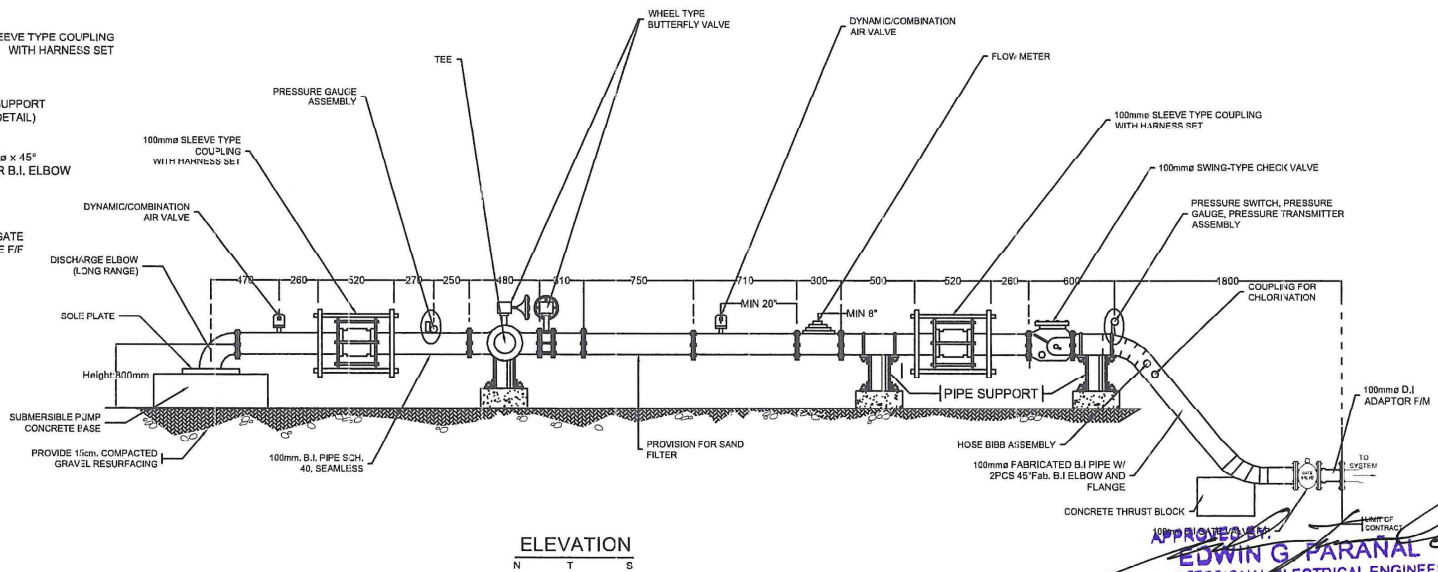 EEVE TYPE COUPLING
WITH HARNESS SET
SUPPORT
DETAIL)
ø x 45°
R B.I. ELBOW
GATE
E F/F
WHEEL TYPE
BUTTERFLY VALVE
DYNAMIC/COMBINATION
AIR VALVE
FLOW METER
TEE
PRESSURE GAUGE
ASSEMBLY
100mmø SLEEVE TYPE
COUPLING
WITH HARNESS SET
100mmø SLEEVE TYPE COUPLING
WITH HARNESS SET
100mmø SWING-TYPE CHECK VALVE
DYNAMIC/COMBINATION
AIR VALVE
PRESSURE SWITCH, PRESSURE
GAUGE, PRESSURE TRANSMITTER
ASSEMBLY
DISCHARGE ELBOW
(LONG RANGE)
470 260 520 270 250 480 310 750 710 300 500 520 260 600 1800
COUPLING FOR
CHLORINATION
MIN 20"
MIN 8"
SOLE PLATE
Height:800mm
PIPE SUPPORT
100mmø D.I
ADAPTOR F/M
SUBMERSIBLE PUMP
CONCRETE BASE
HOSE BIBB ASSEMBLY
PROVIDE 15cm. COMPACTED
GRAVEL RESURFACING
100mm. B.I. PIPE SCH.
40, SEAMLESS
PROVISION FOR SAND
FILTER
TO
SYSTEM
100mmø FABRICATED B.I PIPE W/
2PCS 45°Fab. B.I ELBOW AND
FLANGE
GATE
VALVE
CONCRETE THRUST BLOCK
LIMIT OF
CONTRACT
APPROVED BY:
EDWIN G. PARAÑAL
ELECTRICAL ENGINEER
ELEVATION
N T S